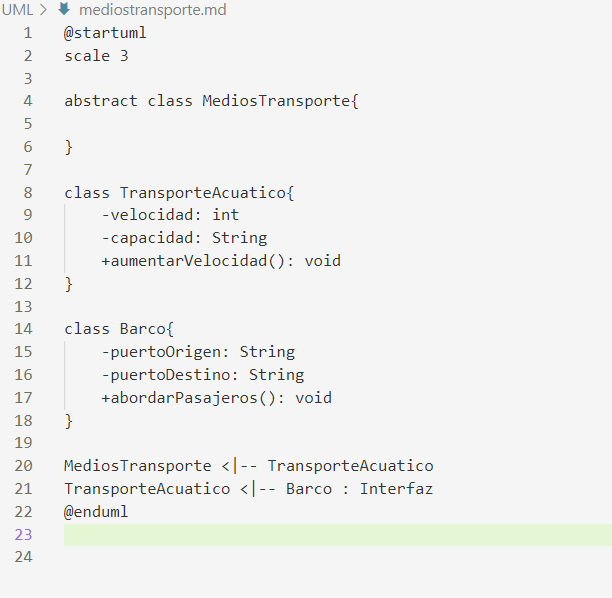 UML > mediostransporte.md
1 @startuml
2 scale 3
3
4 abstract class MediosTransporte{
5
6 }
7
8 class TransporteAcuatico{
9     -velocidad: int
10     -capacidad: String
11     +aumentarVelocidad(): void
12 }
13
14 class Barco{
15     -puertoOrigen: String
16     -puertoDestino: String
17     +abordarPasajeros(): void
18 }
19
20 MediosTransporte <|-- TransporteAcuatico
21 TransporteAcuatico <|-- Barco : Interfaz
22 @enduml
23
24